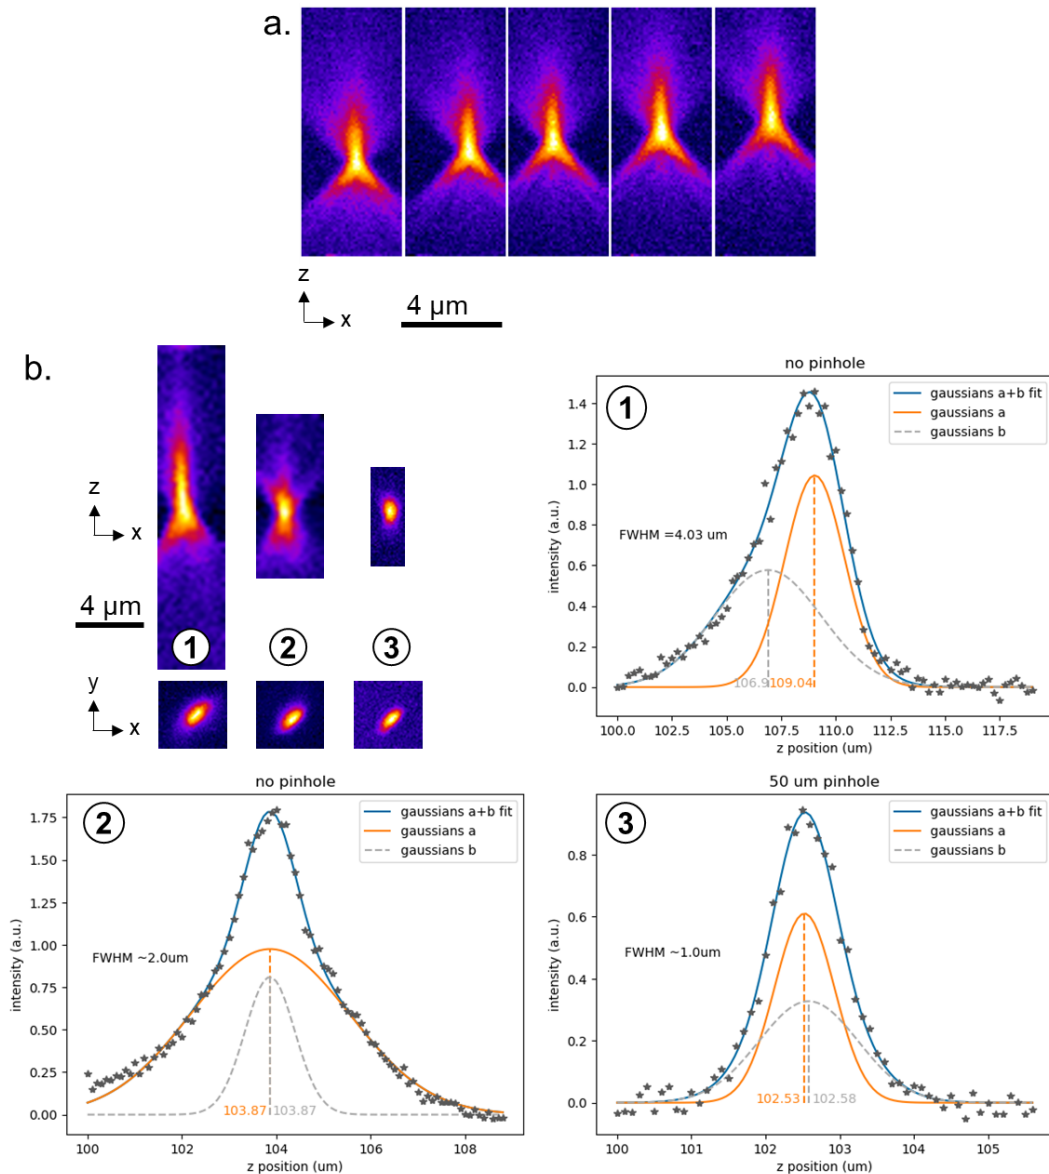 a.
z
x
4 μm
b.
z
x
4 μm
1
2
3
y
x
no pinhole
1
gaussians a+b fit
gaussians a
gaussians b
FWHM =4.03 um
intensity (a.u.)
1.4
1.2
1.0
0.8
0.6
0.4
0.2
0.0
106.9
109.04
100.0 102.5 105.0 107.5 110.0 112.5 115.0 117.5
z position (um)
no pinhole
2
gaussians a+b fit
gaussians a
gaussians b
FWHM ~2.0um
intensity (a.u.)
1.75
1.50
1.25
1.00
0.75
0.50
0.25
0.00
103.87 103.87
100 102 104 106 108
z position (um)
50 um pinhole
3
gaussians a+b fit
gaussians a
gaussians b
FWHM ~1.0um
intensity (a.u.)
0.8
0.6
0.4
0.2
0.0
102.53 102.58
100 101 102 103 104 105
z position (um)